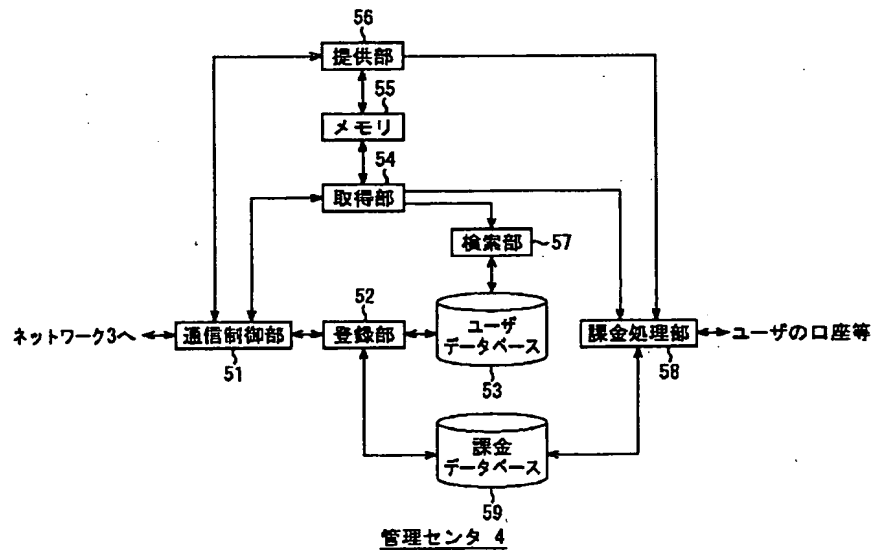 56
提供部
55
メモリ
54
取得部
検索部
57
52
ネットワーク3へ
通信制御部
登録部
ユーザ
データベース
課金処理部
ユーザの口座等
51
53
58
課金
データベース
59
管理センタ 4